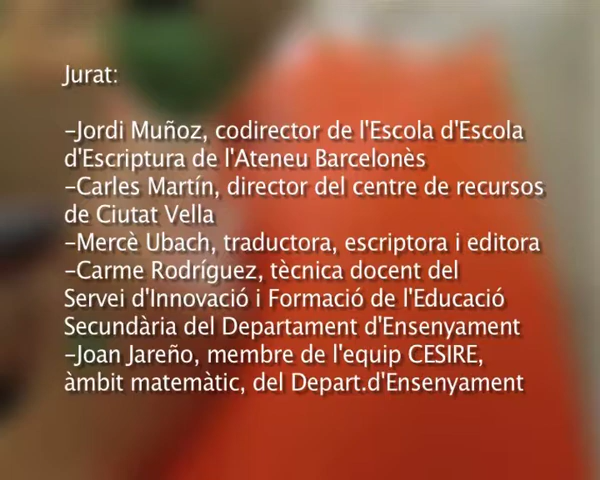 Jurat:
-Jordi Muñoz, codirector de l'Escola d'Escola
d'Escriptura de l'Ateneu Barcelonès
-Carles Martín, director del centre de recursos
de Ciutat Vella
-Mercè Ubach, traductora, escriptora i editora
-Carme Rodríguez, tècnica docent del
Servei d'Innovació i Formació de l'Educació
Secundària del Departament d'Ensenyament
-Joan Jareño, membre de l'equip CESIRE,
àmbit matemàtic, del Depart.d'Ensenyament